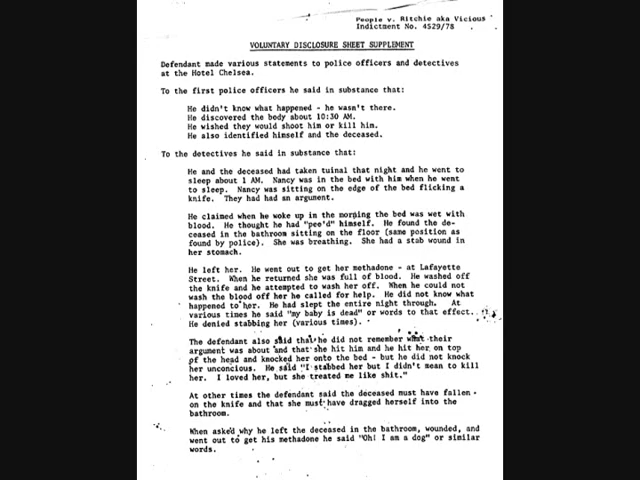 People v. Ritchie aka Vicious
Indictment No. 4529/78
VOLUNTARY DISCLOSURE SHEET SUPPLEMENT
Defendant made various statements to police officers and detectives
at the Hotel Chelsea.
To the first police officers he said in substance that:
He didn't know what happened - he wasn't there.
He discovered the body about 10:30 AM.
He wished they would shoot him or kill him.
He also identified himself and the deceased.
To the detectives he said in substance that:
He and the deceased had taken tuinal that night and he went to
sleep about 1 AM. Nancy was in the bed with him when he went
to sleep. Nancy was sitting on the edge of the bed flicking a
knife. They had had an argument.
He claimed when he woke up in the morning the bed was wet with
blood. He thought he had "pee'd" himself. He found the de-
ceased in the bathroom sitting on the floor (same position as
found by police). She was breathing. She had a stab wound in
her stomach.
He left her. He went out to get her methadone - at Lafayette
Street. When he returned she was full of blood. He washed off
the knife and he attempted to wash her off. When he could not
wash the blood off her he called for help. He did not know what
happened to her. He had slept the entire night through. At
various times he said "my baby is dead" or words to that effect.
He denied stabbing her (various times).
The defendant also said that he did not remember what their
argument was about and that she hit him and he hit her on top
of the head and knocked her onto the bed - but he did not knock
her unconcious. He said "I stabbed her but I didn't mean to kill
her. I loved her, but she treated me like shit."
At other times the defendant said the deceased must have fallen
on the knife and that she must have dragged herself into the
bathroom.
When asked why he left the deceased in the bathroom, wounded, and
went out to get his methadone he said "Oh! I am a dog" or similar
words.